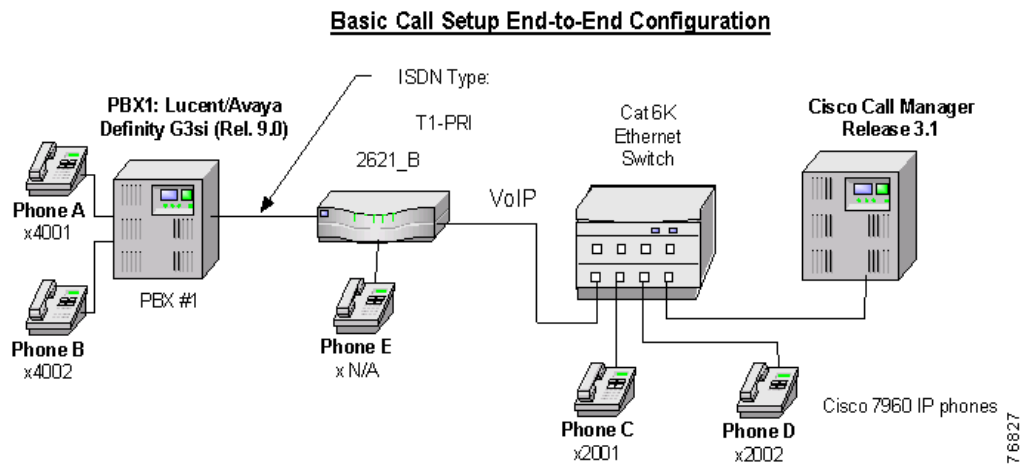 Basic Call Setup End-to-End Configuration
ISDN Type:
T1-PRI
PBX1: Lucent/Avaya
Definity G3si (Rel. 9.0)
2621_B
Cat 6K
Ethernet
Switch
Cisco Call Manager
Release 3.1
VoIP
Phone A
x4001
PBX #1
Phone B
x4002
Phone E
x N/A
Phone C
x2001
Phone D
x2002
Cisco 7960 IP phones
76827